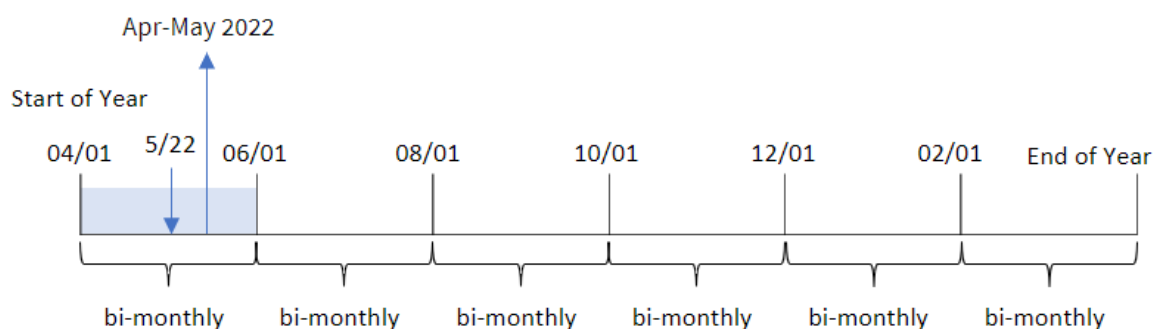 Apr-May 2022
Start of Year
04/01 5/22 06/01 08/01 10/01 12/01 02/01 End of Year
bi-monthly bi-monthly bi-monthly bi-monthly bi-monthly bi-monthly